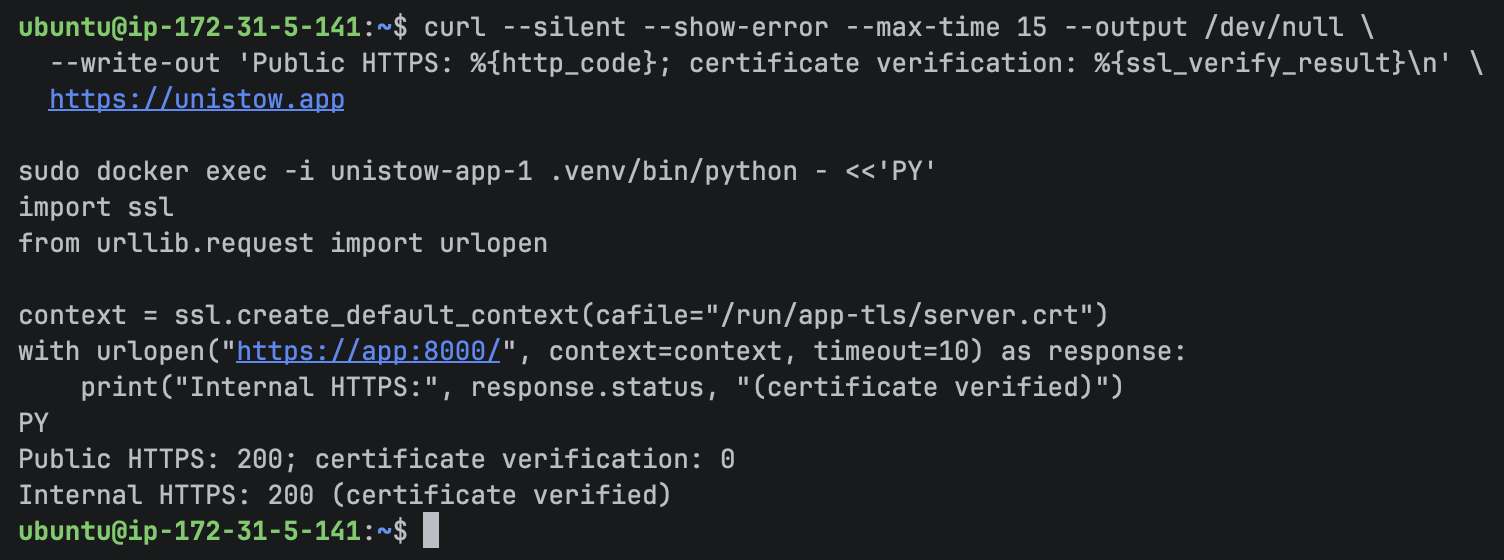 ubuntu@ip-172-31-5-141:~$ curl --silent --show-error --max-time 15 --output /dev/null \
  --write-out 'Public HTTPS: %{http_code}; certificate verification: %{ssl_verify_result}\n' \
  https://unistow.app

sudo docker exec -i unistow-app-1 .venv/bin/python - <<'PY'
import ssl
from urllib.request import urlopen

context = ssl.create_default_context(cafile="/run/app-tls/server.crt")
with urlopen("https://app:8000/", context=context, timeout=10) as response:
    print("Internal HTTPS:", response.status, "(certificate verified)")
PY
Public HTTPS: 200; certificate verification: 0
Internal HTTPS: 200 (certificate verified)
ubuntu@ip-172-31-5-141:~$